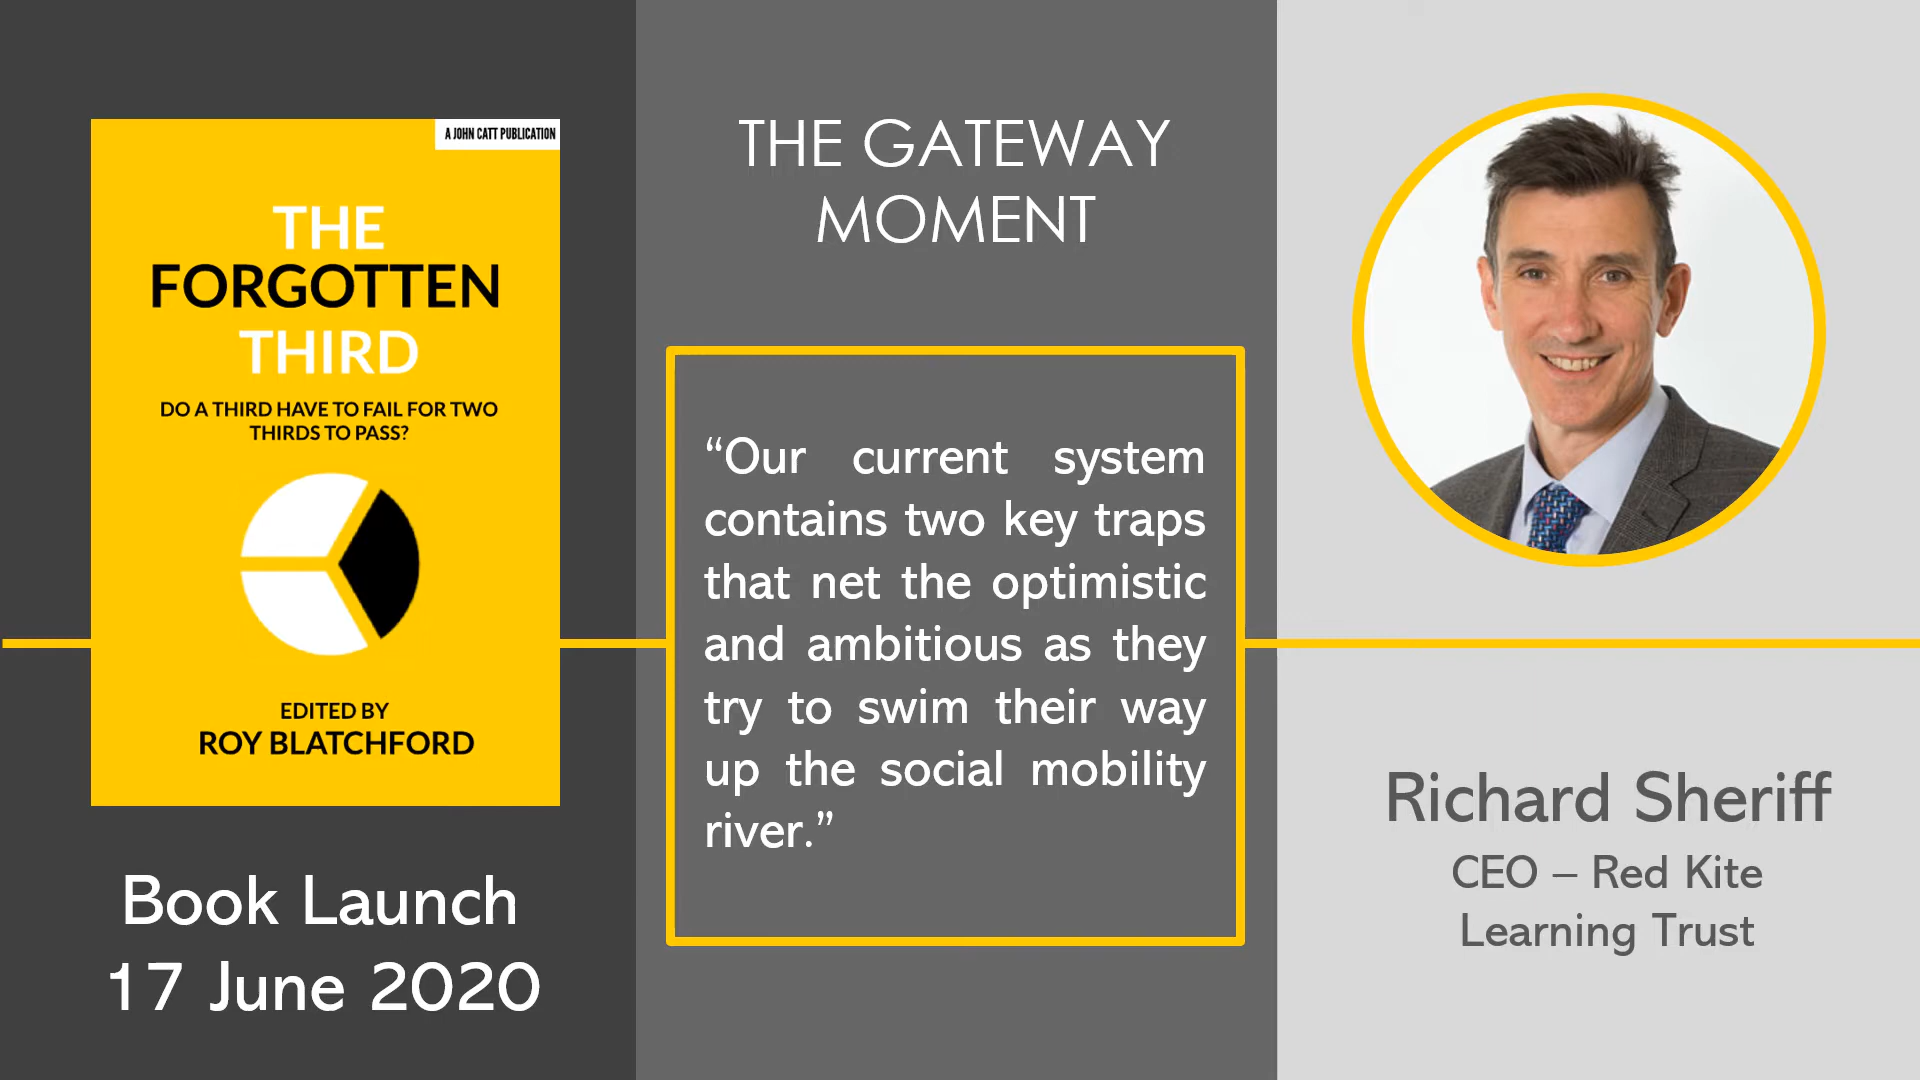 A JOHN CATT PUBLICATION
THE
FORGOTTEN
THIRD
DO A THIRD HAVE TO FAIL FOR TWO
THIRDS TO PASS?
EDITED BY
ROY BLATCHFORD
Book Launch
17 June 2020
THE GATEWAY
MOMENT
“Our current system
contains two key traps
that net the optimistic
and ambitious as they
try to swim their way
up the social mobility
river.”
Richard Sheriff
CEO – Red Kite
Learning Trust